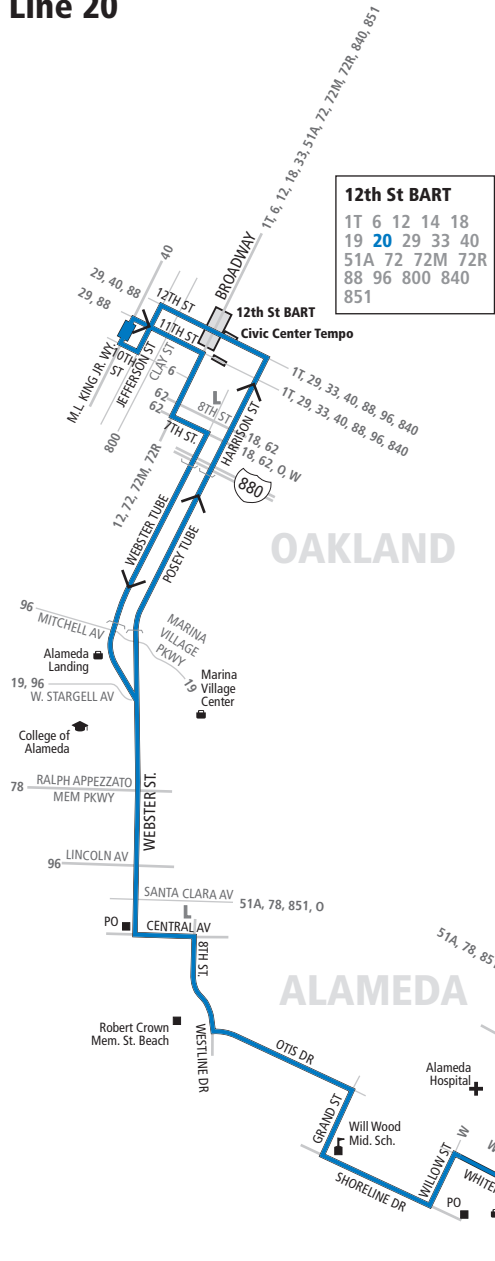 Line 20
1T, 6, 12, 18, 33, 51A, 72, 72M, 72R, 840, 851
12th St BART
1T 6 12 14 18
19 20 29 33 40
51A 72 72M 72R
88 96 800 840
851
BROADWAY
40
29, 40, 88
29, 88
12TH ST
12th St BART
Civic Center Tempo
11TH ST
10TH
ST
M.L KING JR. WY.
JEFFERSON ST
CLAY ST
800
6
1T, 29, 33, 40, 88, 96, 840
1T, 29, 33, 40, 88, 96, 840
L
62
62
8TH ST
7TH ST.
HARRISON ST
18, 62
18, 62, O, W
12, 72, 72M, 72R
880
WEBSTER TUBE
POSEY TUBE
OAKLAND
96
MITCHELL AV
MARINA
VILLAGE
PKWY
19
Alameda
Landing
Marina
Village
Center
19, 96
W. STARGELL AV
College of
Alameda
78
RALPH APPEZZATO
MEM PKWY
WEBSTER ST.
96
LINCOLN AV
SANTA CLARA AV
51A, 78, 851, O
L
PO
CENTRAL AV
8TH ST.
51A, 78, 851
ALAMEDA
Robert Crown
Mem. St. Beach
WESTLINE DR
OTIS DR
Alameda
Hospital
GRAND ST
Will Wood
Mid. Sch.
SHORELINE DR
WILLOW ST
W
W
PO